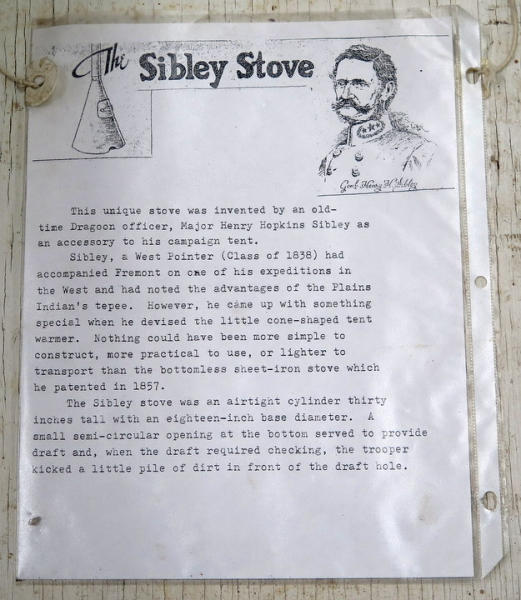 The Sibley Stove
Genl Henry H. Sibley
This unique stove was invented by an old-
time Dragoon officer, Major Henry Hopkins Sibley as
an accessory to his campaign tent.
Sibley, a West Pointer (Class of 1838) had
accompanied Fremont on one of his expeditions in
the West and had noted the advantages of the Plains
Indian's tepee. However, he came up with something
special when he devised the little cone-shaped tent
warmer. Nothing could have been more simple to
construct, more practical to use, or lighter to
transport than the bottomless sheet-iron stove which
he patented in 1857.
The Sibley stove was an airtight cylinder thirty
inches tall with an eighteen-inch base diameter. A
small semi-circular opening at the bottom served to provide
draft and, when the draft required checking, the trooper
kicked a little pile of dirt in front of the draft hole.